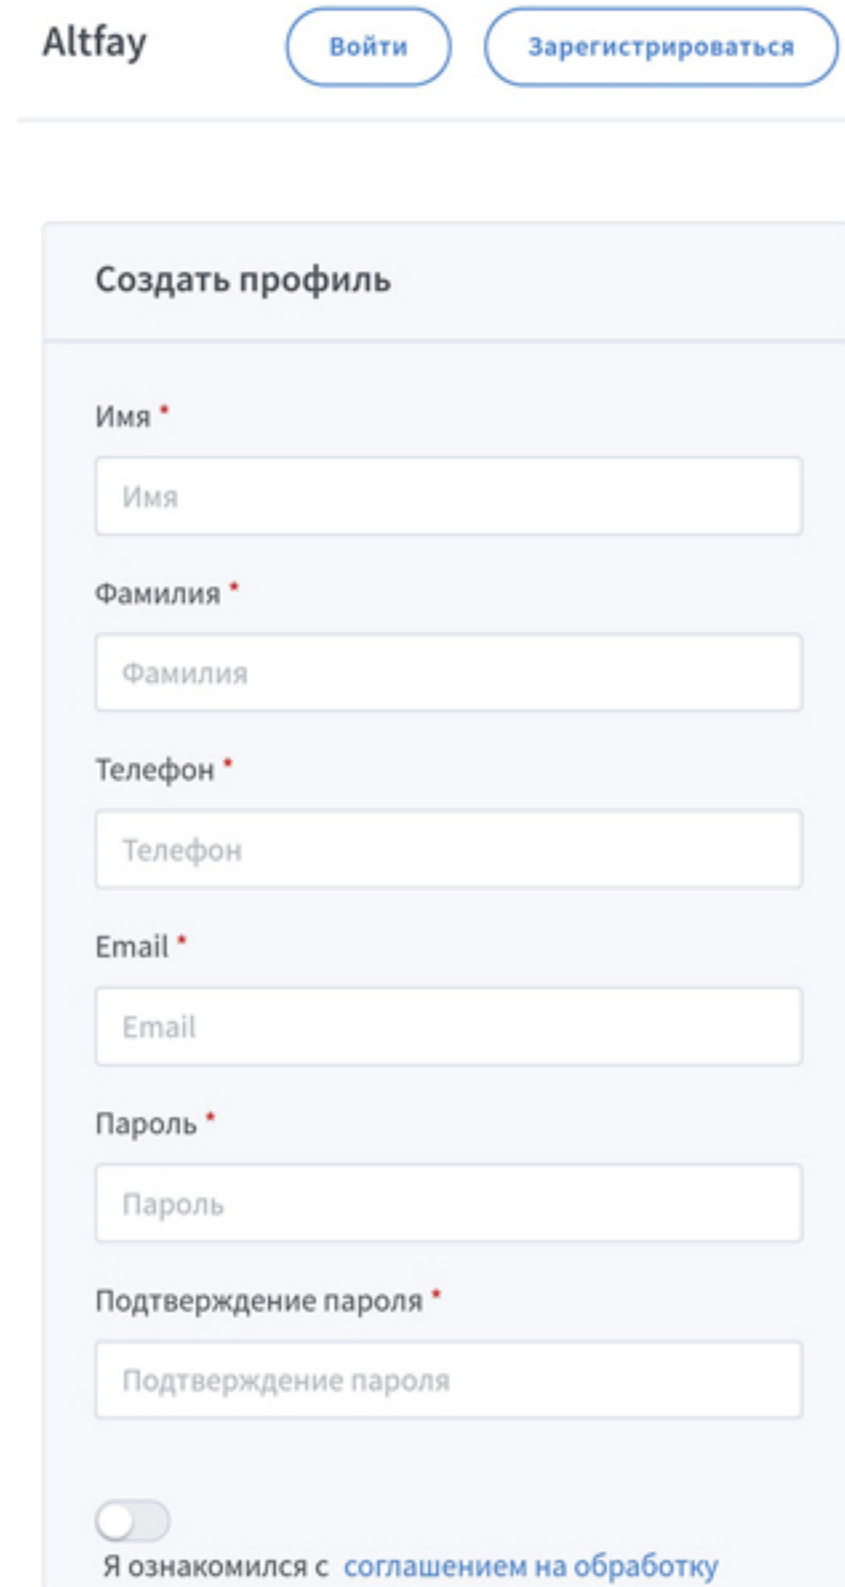 Altfay
Войти
Зарегистрироваться
Создать профиль
Имя *
Имя
Фамилия *
Фамилия
Телефон *
Телефон
Email *
Email
Пароль *
Пароль
Подтверждение пароля *
Подтверждение пароля
Я ознакомился с соглашением на обработку